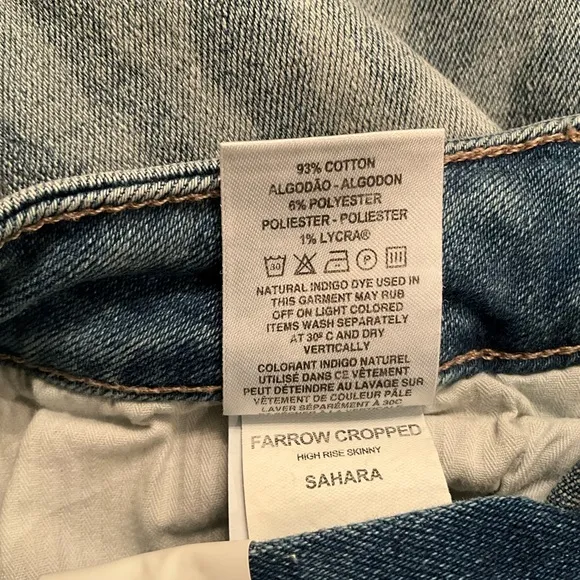 93% COTTON
ALGODÃO - ALGODON
6% POLYESTER
POLIESTER - POLIESTER
1% LYCRA®
30 P
NATURAL INDIGO DYE USED IN
THIS GARMENT MAY RUB
OFF ON LIGHT COLORED
ITEMS WASH SEPARATELY
AT 30º C AND DRY
VERTICALLY
COLORANT INDIGO NATUREL
UTILISÉ DANS CE VÊTEMENT
PEUT DÉTEINDRE AU LAVAGE SUR
VÊTEMENT DE COULEUR PÂLE
LAVER SÉPARÉMENT À 30C
FARROW CROPPED
HIGH RISE SKINNY
SAHARA